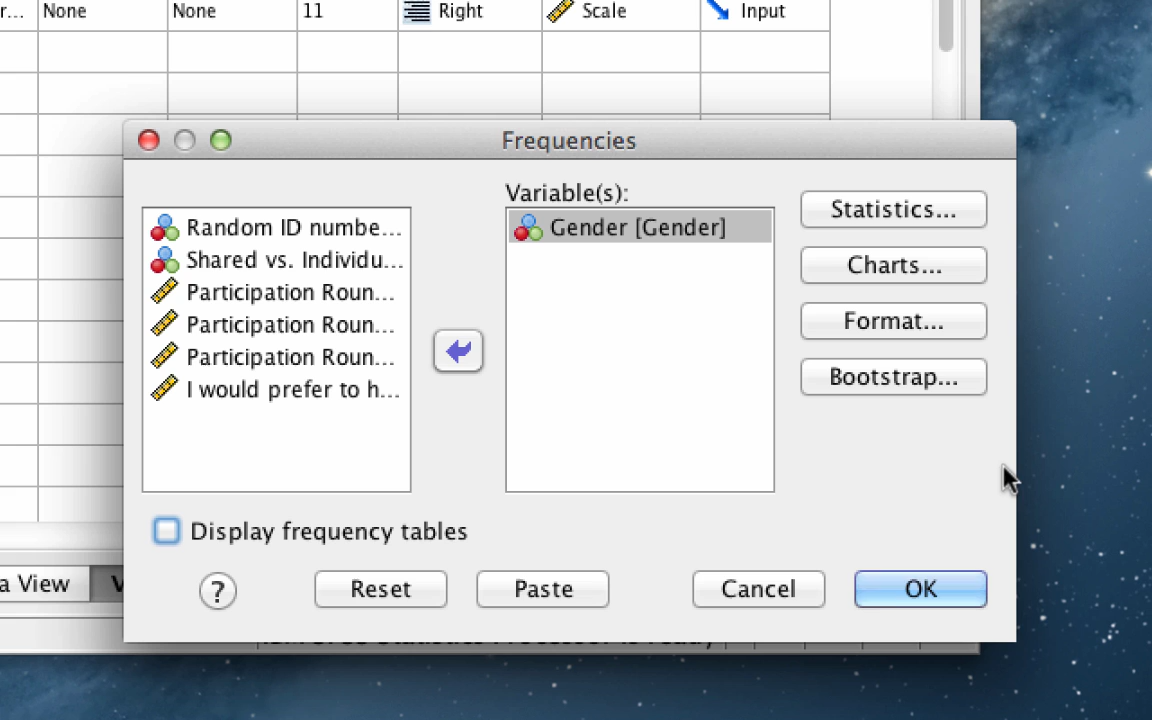 r... None None 11 Right Scale Input
Frequencies
Variable(s):
Random ID numbe...
Shared vs. Individu...
Participation Roun...
Participation Roun...
Participation Roun...
I would prefer to h...
Gender [Gender]
Statistics...
Charts...
Format...
Bootstrap...
Display frequency tables
a View V
? Reset Paste Cancel OK